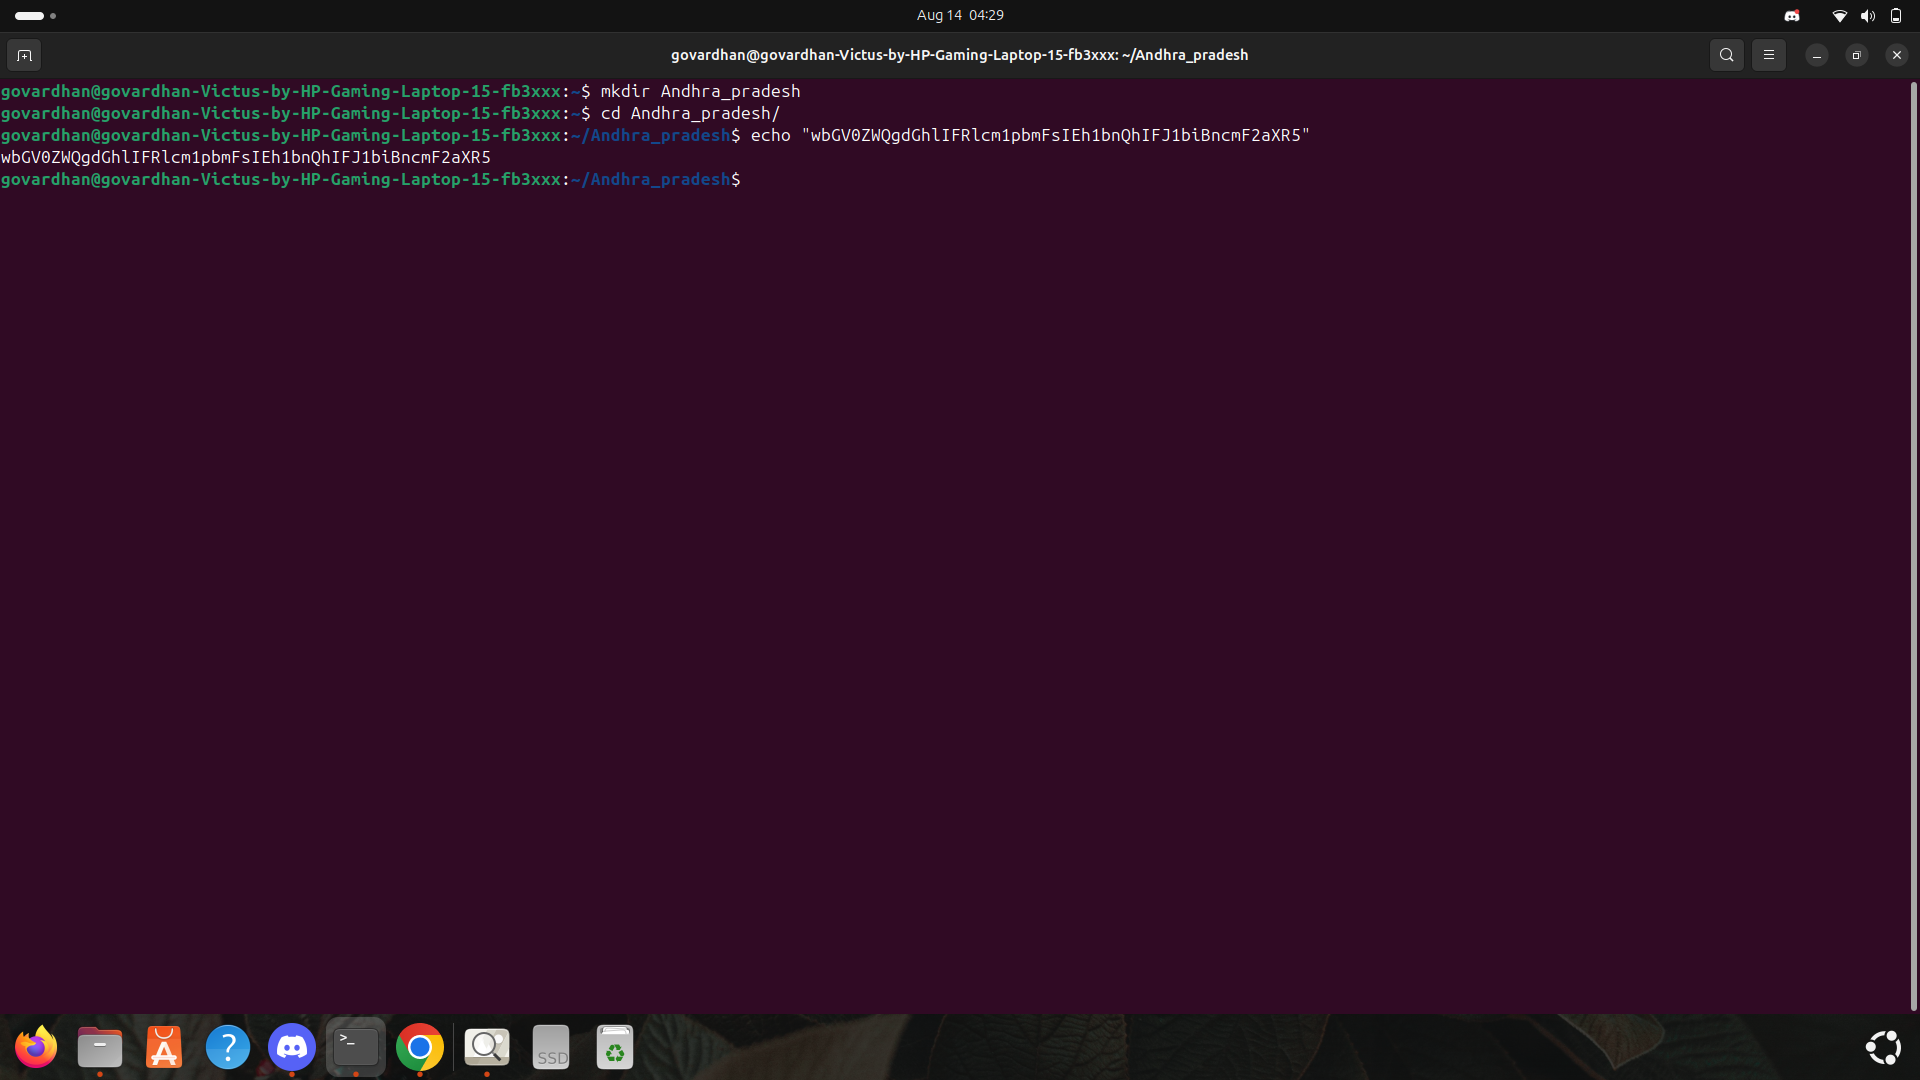 Aug 14 04:29
govardhan@govardhan-Victus-by-HP-Gaming-Laptop-15-fb3xxx: ~/Andhra_pradesh
govardhan@govardhan-Victus-by-HP-Gaming-Laptop-15-fb3xxx:~$ mkdir Andhra_pradesh
govardhan@govardhan-Victus-by-HP-Gaming-Laptop-15-fb3xxx:~$ cd Andhra_pradesh/
govardhan@govardhan-Victus-by-HP-Gaming-Laptop-15-fb3xxx:~/Andhra_pradesh$ echo "wbGV0ZWQgdGhlIFRlcm1pbmFsIEh1bnQhIFJ1biBncmF2aXR5"
wbGV0ZWQgdGhlIFRlcm1pbmFsIEh1bnQhIFJ1biBncmF2aXR5
govardhan@govardhan-Victus-by-HP-Gaming-Laptop-15-fb3xxx:~/Andhra_pradesh$
SSD